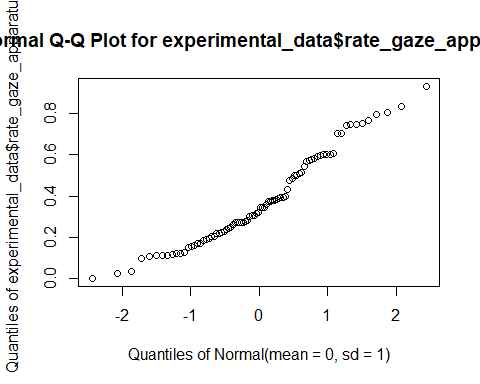 ormal Q-Q Plot for experimental_data$rate_gaze_app
Quantiles of experimental_data$rate_gaze_apparatu
0.8
0.6
0.4
0.2
0.0
-2 -1 0 1 2
Quantiles of Normal(mean = 0, sd = 1)